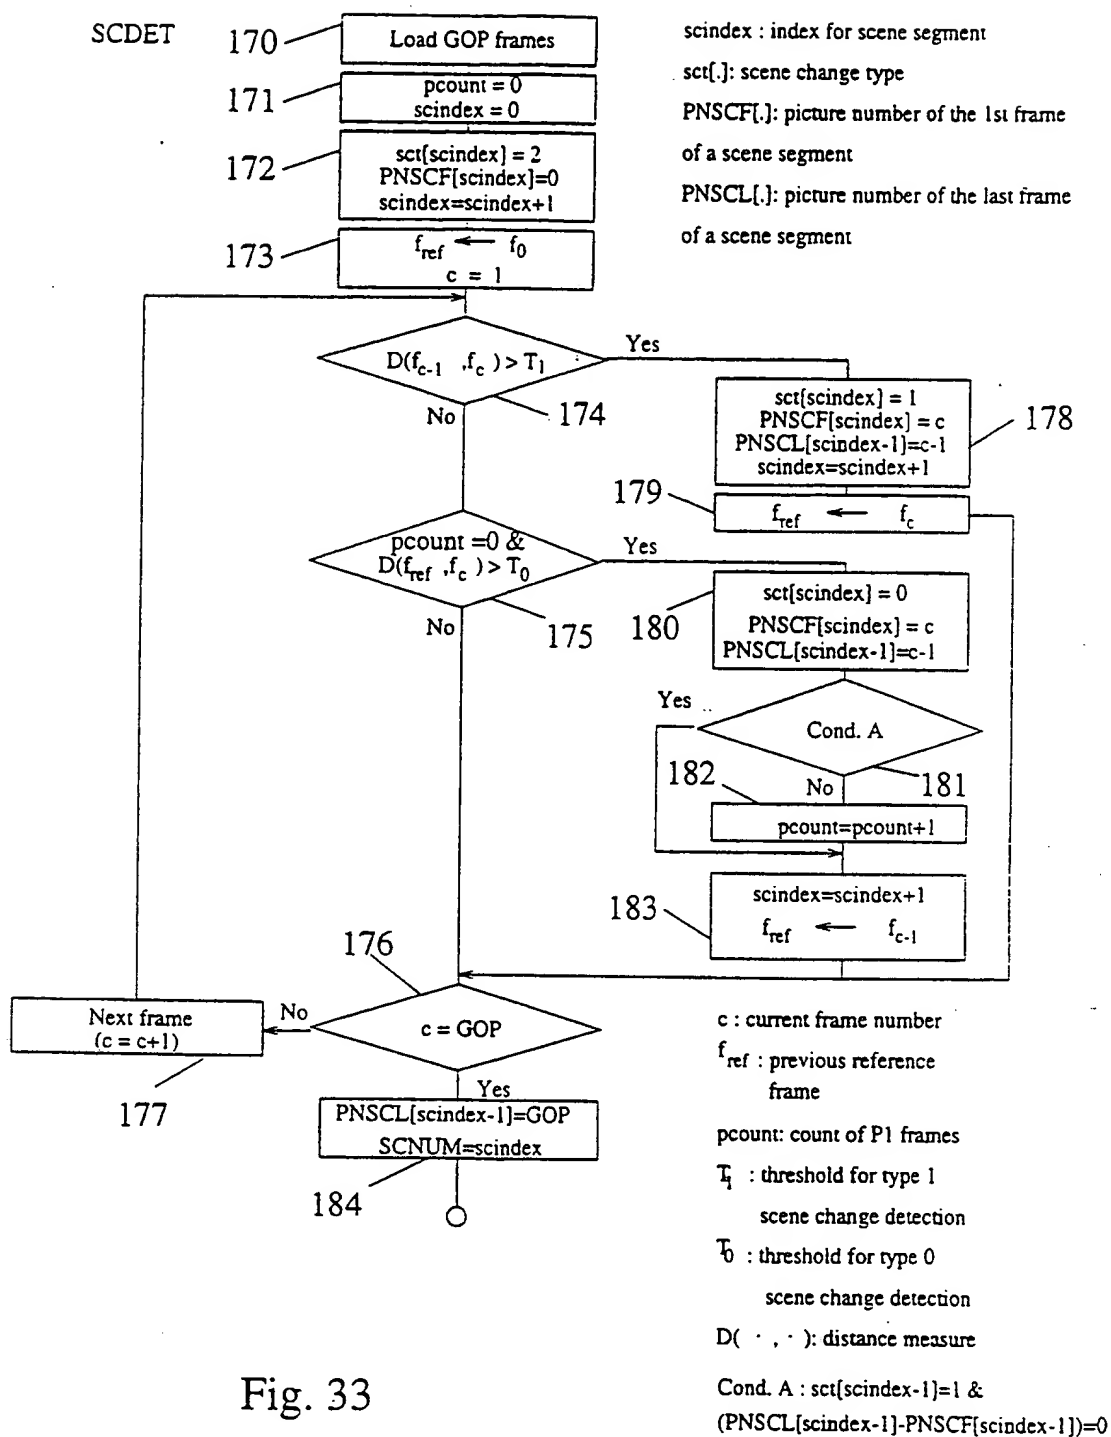 SCDET
170
Load GOP frames
171
pcount = 0
scindex = 0
172
sct[scindex] = 2
PNSCF[scindex]=0
scindex=scindex+1
173
f_ref ← f_0
c = 1
scindex : index for scene segment
sct[.]: scene change type
PNSCF[.]: picture number of the 1st frame
of a scene segment
PNSCL[.]: picture number of the last frame
of a scene segment
D(f_c-1 ,f_c ) > T_1
Yes
No
174
sct[scindex] = 1
PNSCF[scindex] = c
PNSCL[scindex-1]=c-1
scindex=scindex+1
178
179
f_ref ← f_c
pcount =0 &
D(f_ref ,f_c ) > T_0
Yes
No
175
180
sct[scindex] = 0
PNSCF[scindex] = c
PNSCL[scindex-1]=c-1
Yes
Cond. A
181
No
182
pcount=pcount+1
183
scindex=scindex+1
f_ref ← f_c-1
176
c = GOP
No
Next frame
(c = c+1)
177
Yes
PNSCL[scindex-1]=GOP
SCNUM=scindex
184
c : current frame number
f_ref : previous reference
frame
pcount: count of P1 frames
T_1 : threshold for type 1
scene change detection
T_0 : threshold for type 0
scene change detection
D( · , · ): distance measure
Cond. A : sct[scindex-1]=1 &
(PNSCL[scindex-1]-PNSCF[scindex-1])=0
Fig. 33